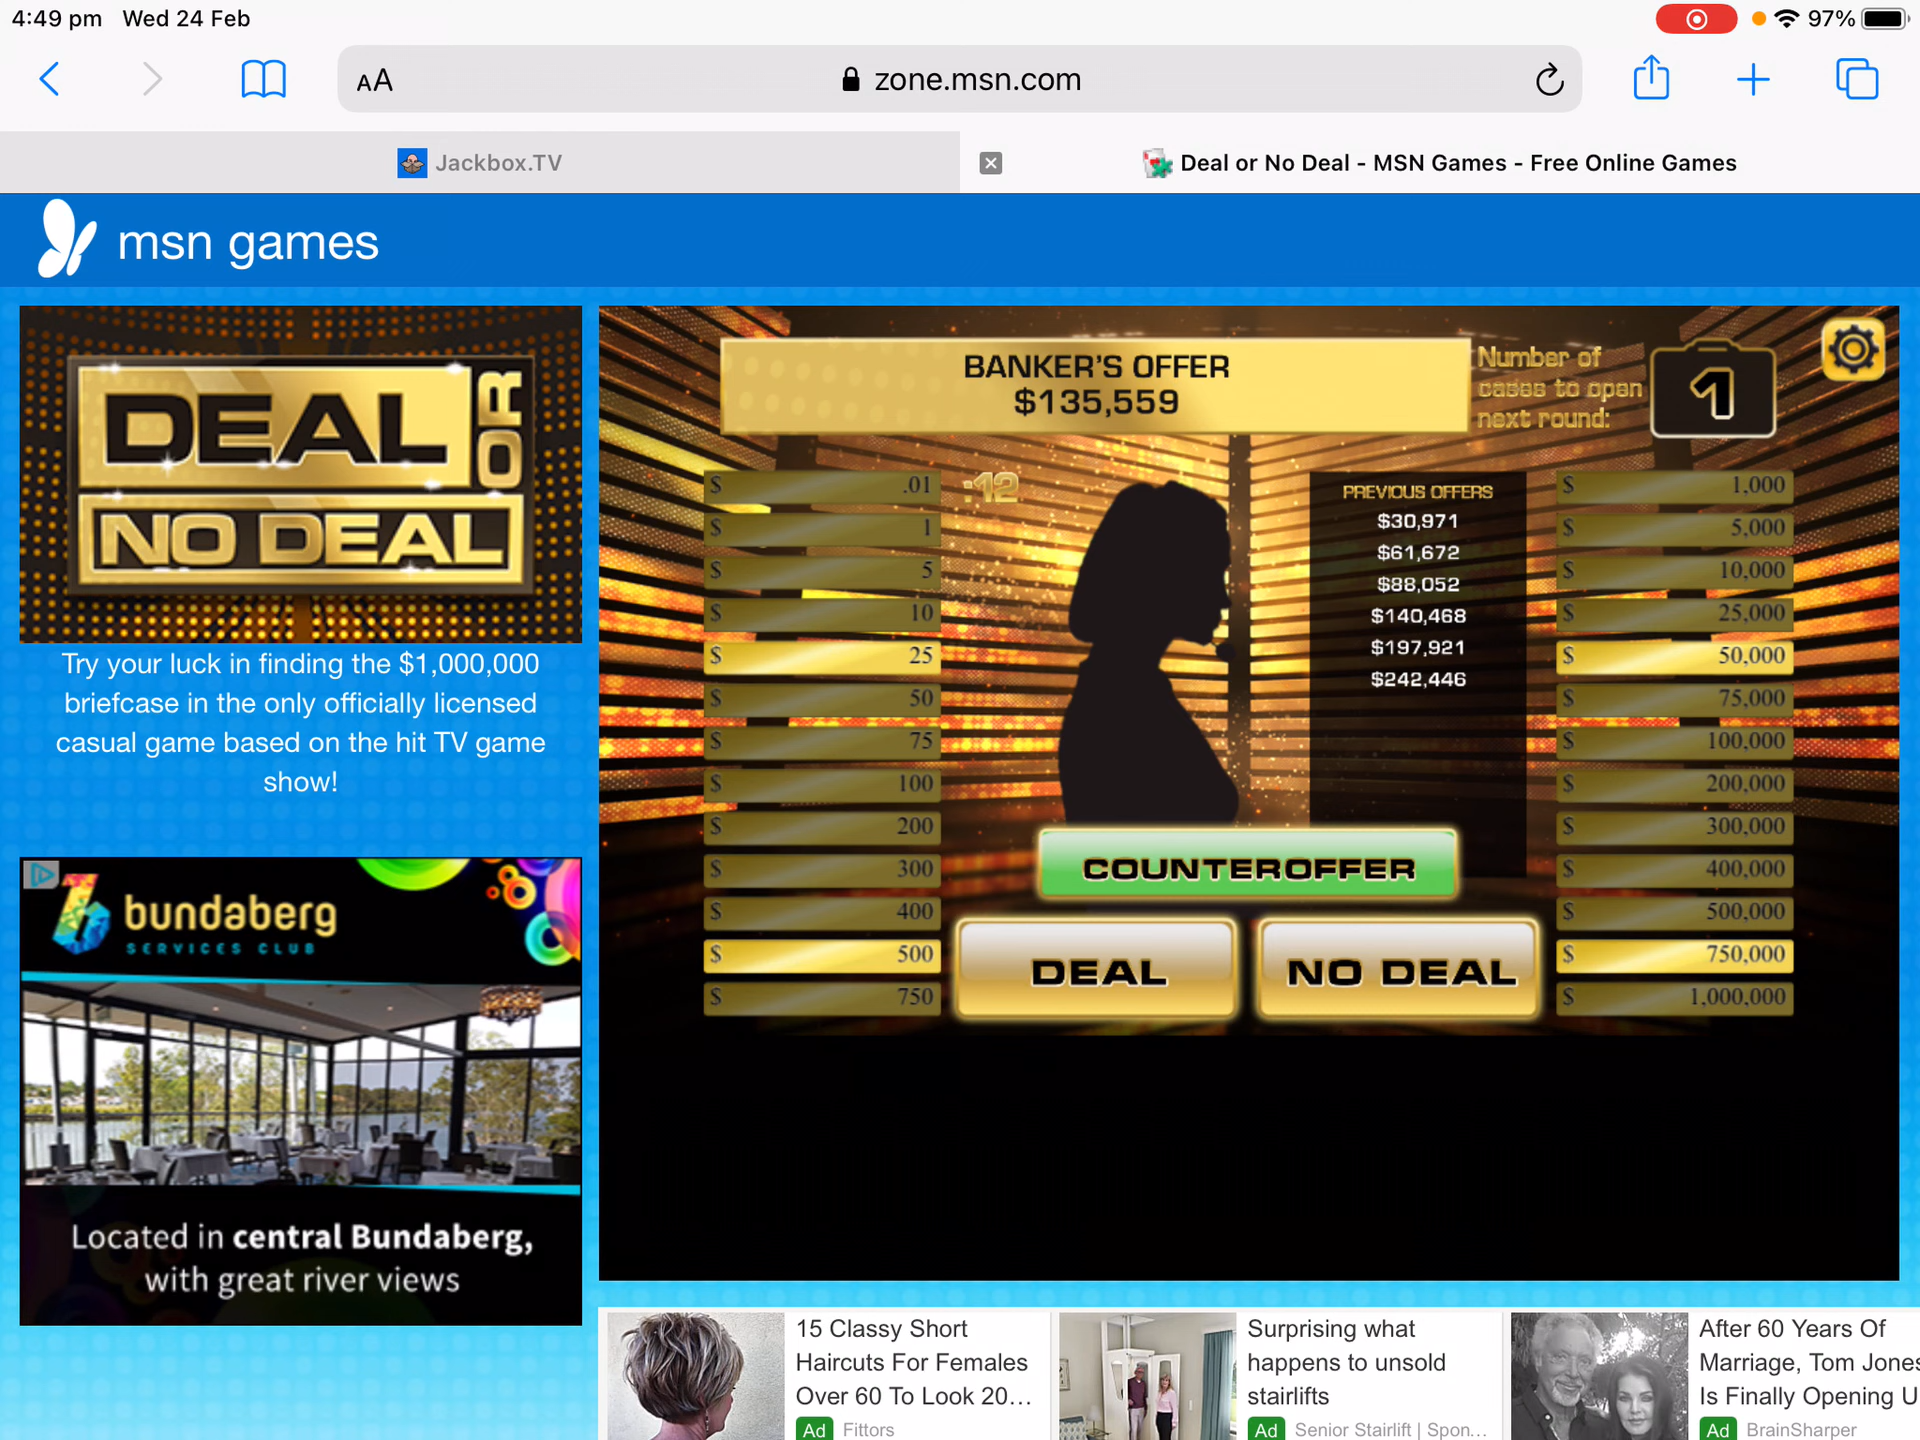 4:49 pm Wed 24 Feb
97%
AA
zone.msn.com
Jackbox.TV
Deal or No Deal - MSN Games - Free Online Games
msn games
DEAL
OR
NO DEAL
Try your luck in finding the $1,000,000
briefcase in the only officially licensed
casual game based on the hit TV game
show!
bundaberg
SERVICES CLUB
Located in central Bundaberg,
with great river views
BANKER'S OFFER
$135,559
Number of
cases to open
next round:
1
:12
$ .01
$ 1
$ 5
$ 10
$ 25
$ 50
$ 75
$ 100
$ 200
$ 300
$ 400
$ 500
$ 750
PREVIOUS OFFERS
$30,971
$61,672
$88,052
$140,468
$197,921
$242,446
$ 1,000
$ 5,000
$ 10,000
$ 25,000
$ 50,000
$ 75,000
$ 100,000
$ 200,000
$ 300,000
$ 400,000
$ 500,000
$ 750,000
$ 1,000,000
COUNTEROFFER
DEAL
NO DEAL
15 Classy Short
Haircuts For Females
Over 60 To Look 20...
Ad Fittors
Surprising what
happens to unsold
stairlifts
Ad Senior Stairlift | Spon...
After 60 Years Of
Marriage, Tom Jones
Is Finally Opening U
Ad BrainSharper